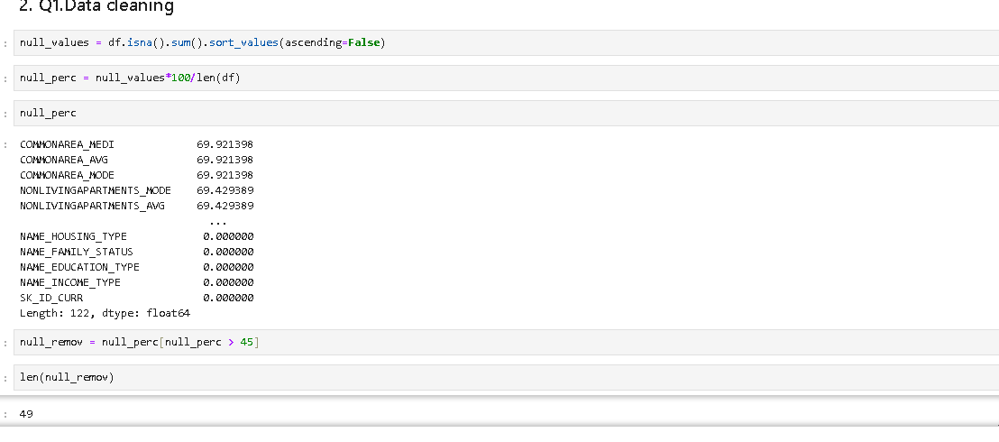 2. Q1.Data cleaning
: null_values = df.isna().sum().sort_values(ascending=False)
: null_perc = null_values*100/len(df)
: null_perc
: COMMONAREA_MEDI 69.921398
COMMONAREA_AVG 69.921398
COMMONAREA_MODE 69.921398
NONLIVINGAPARTMENTS_MODE 69.429389
NONLIVINGAPARTMENTS_AVG 69.429389
...
NAME_HOUSING_TYPE 0.000000
NAME_FAMILY_STATUS 0.000000
NAME_EDUCATION_TYPE 0.000000
NAME_INCOME_TYPE 0.000000
SK_ID_CURR 0.000000
Length: 122, dtype: float64
: null_remov = null_perc[null_perc > 45]
: len(null_remov)
: 49